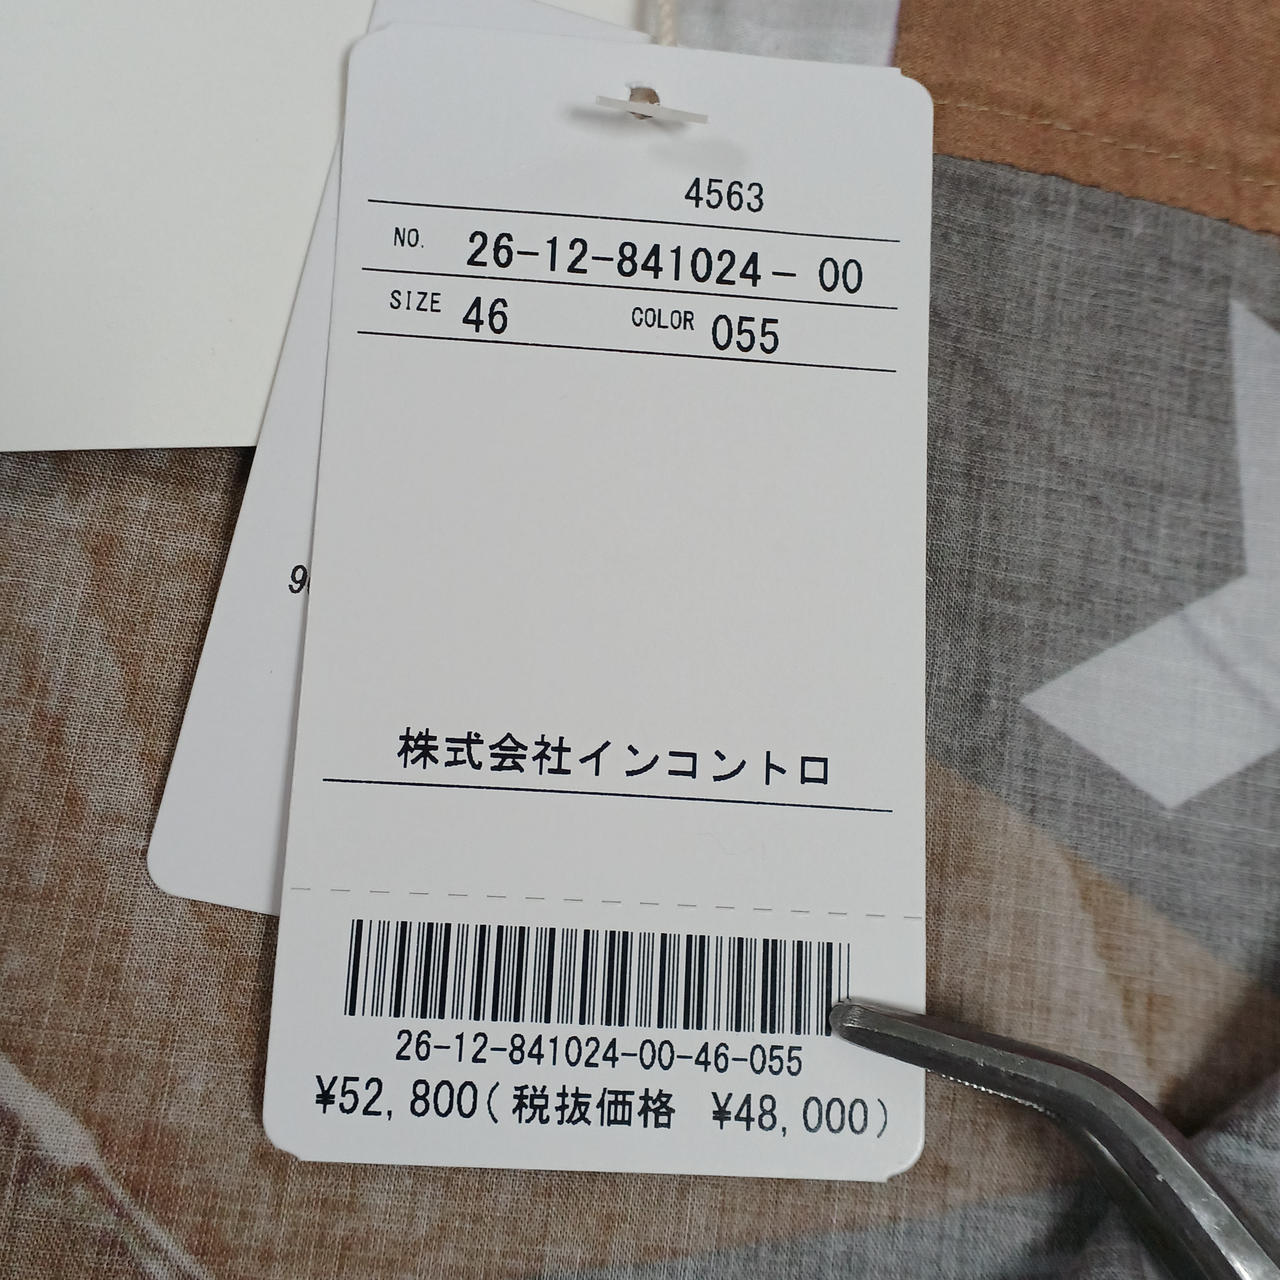 4563
NO. 26-12-841024- 00
SIZE 46 COLOR 055
株式会社インコントロ
26-12-841024-00-46-055
¥52,800(税抜価格 ¥48,000)